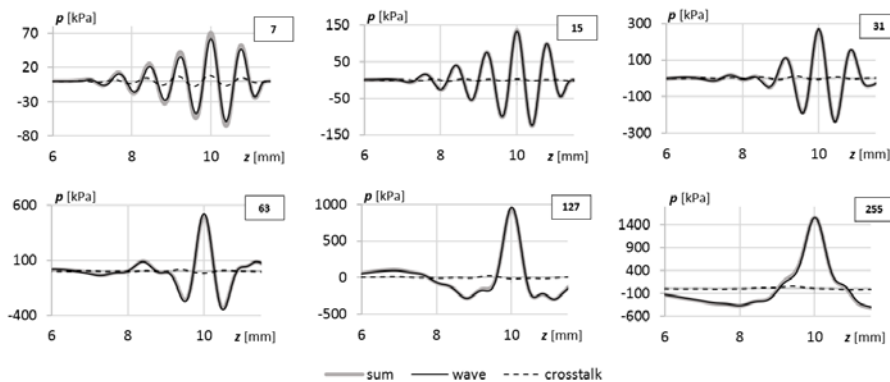 p [kPa]
7
70
20
-30
-80
6 8 10 z [mm]
p [kPa]
15
150
50
-50
-150
6 8 10 z [mm]
p [kPa]
31
300
100
-100
-300
6 8 10 z [mm]
p [kPa]
63
600
100
-400
6 8 10 z [mm]
p [kPa]
127
1000
500
0
-500
6 8 10 z [mm]
p [kPa]
255
1400
900
400
-100
-600
6 8 10 z [mm]
sum wave crosstalk